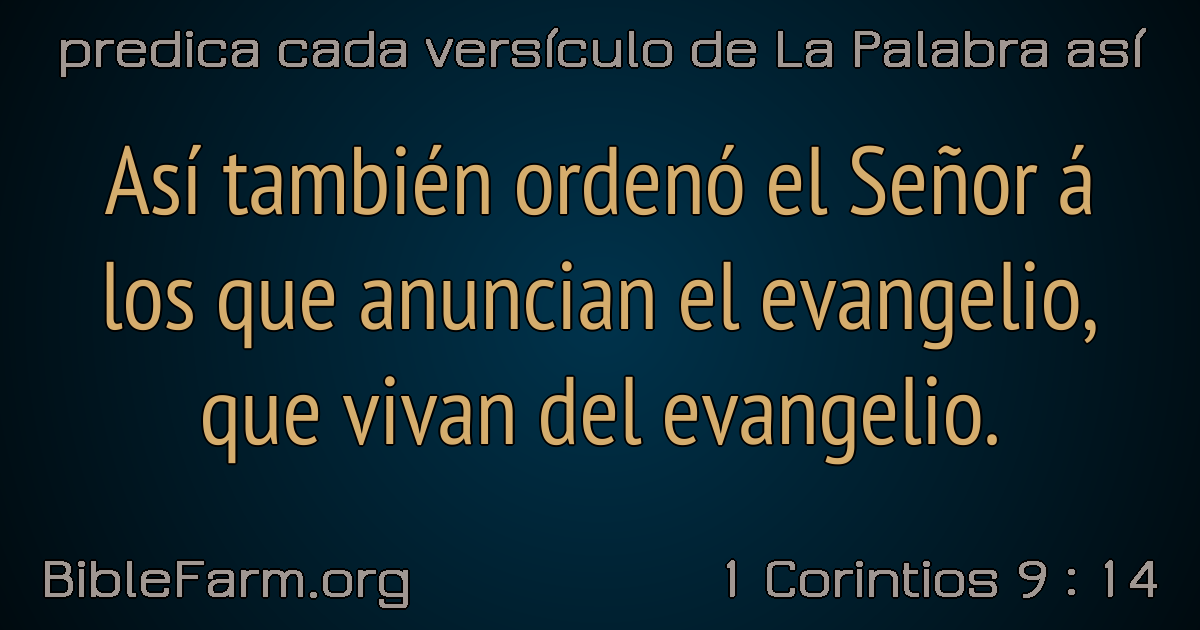 predica cada versículo de La Palabra así
Así también ordenó el Señor á
los que anuncian el evangelio,
que vivan del evangelio.
BibleFarm.org
1 Corintios 9 : 14